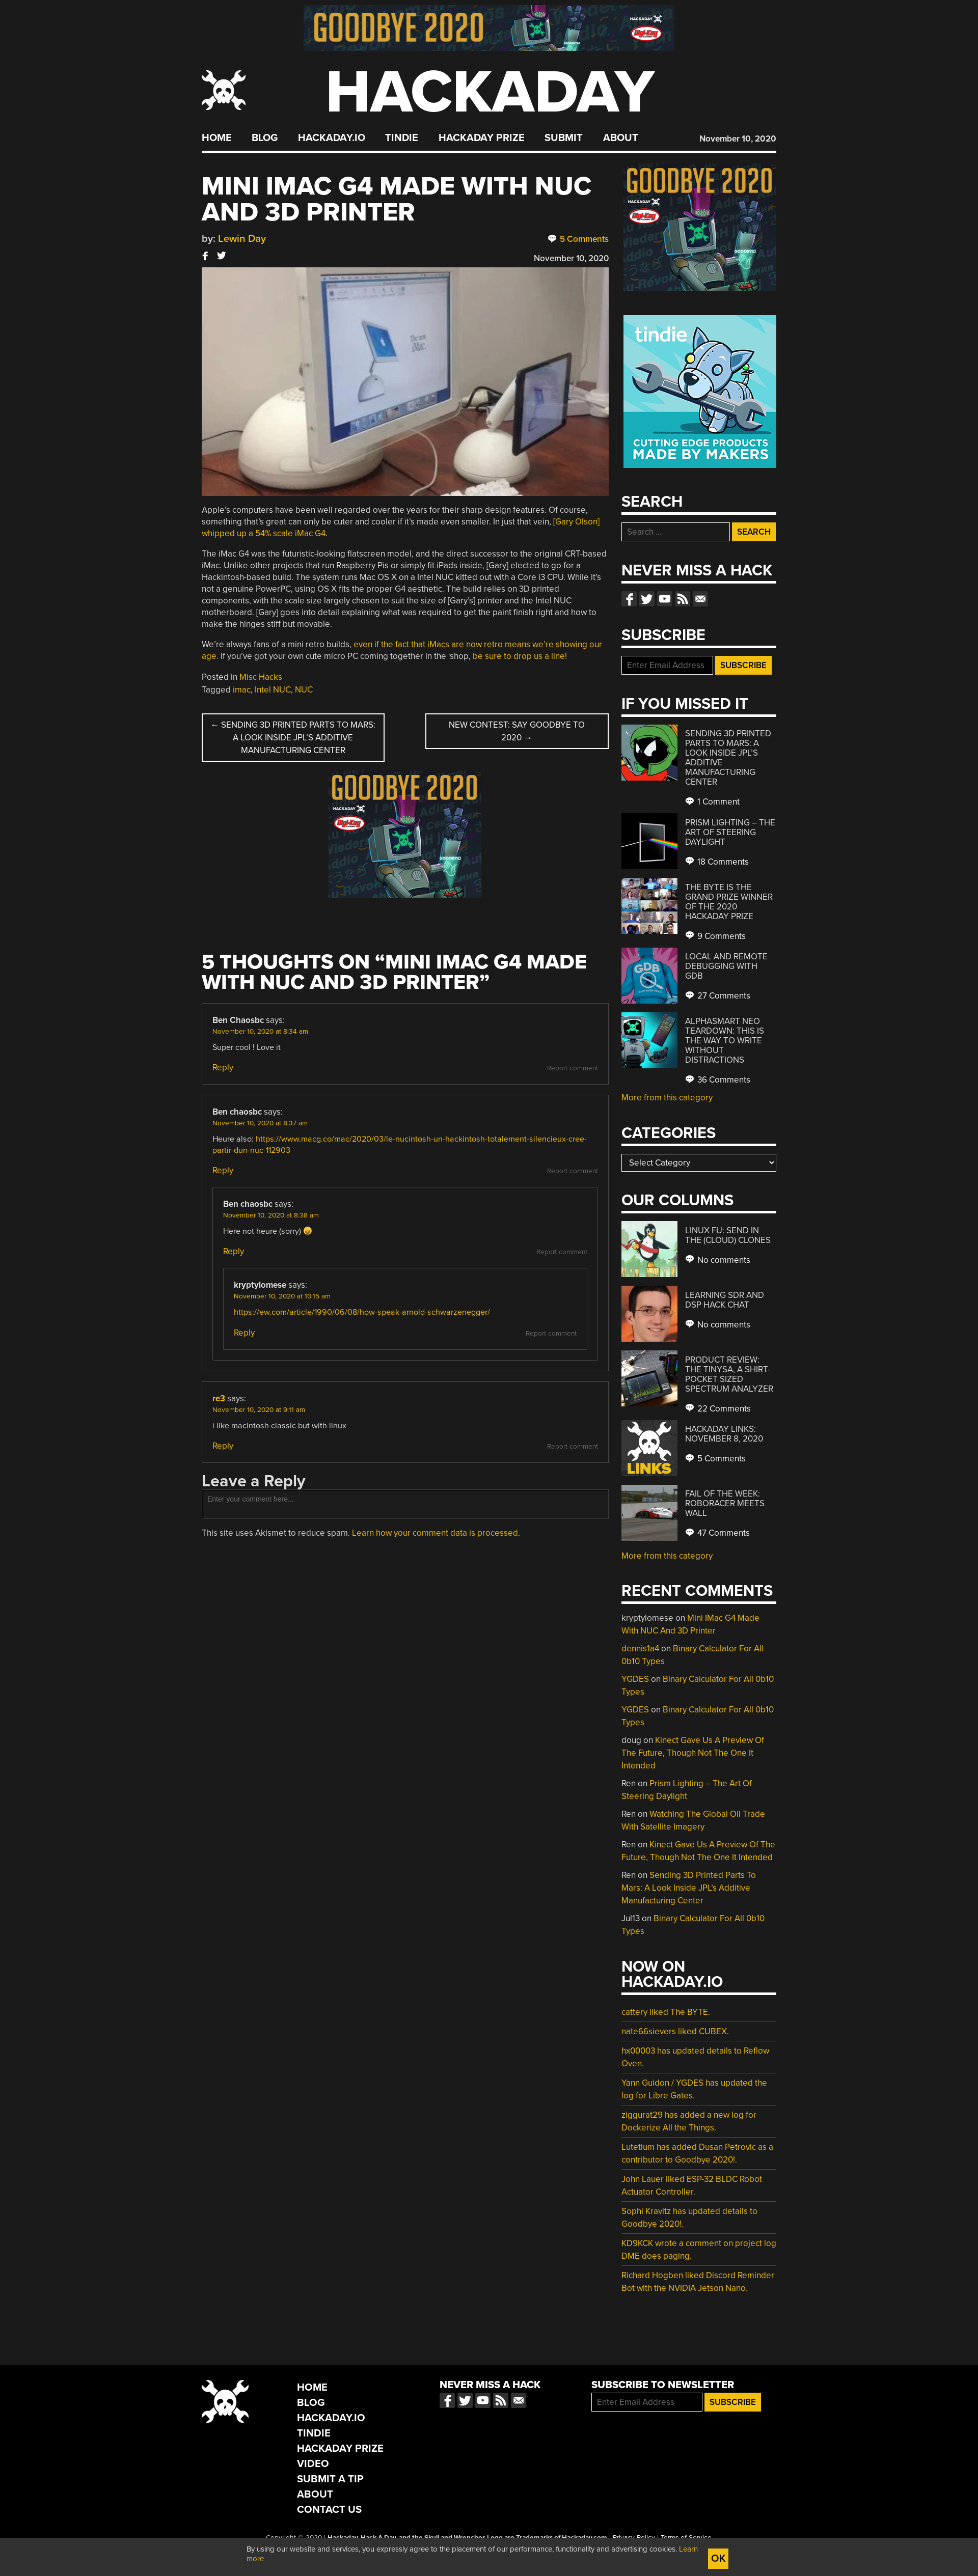 GOODBYE 2020
HACKADAY
Digi-Key
HACKADAY
HOME BLOG HACKADAY.IO TINDIE HACKADAY PRIZE SUBMIT ABOUT November 10, 2020
MINI IMAC G4 MADE WITH NUC
AND 3D PRINTER
by: Lewin Day
5 Comments
November 10, 2020
The new
iMac
Apple's computers have been well regarded over the years for their sharp design features. Of course,
something that's great can only be cuter and cooler if it's made even smaller. In just that vein, [Gary Olson]
whipped up a 54% scale iMac G4.
The iMac G4 was the futuristic-looking flatscreen model, and the direct successor to the original CRT-based
iMac. Unlike other projects that run Raspberry Pis or simply fit iPads inside, [Gary] elected to go for a
Hackintosh-based build. The system runs Mac OS X on a Intel NUC kitted out with a Core i3 CPU. While it's
not a genuine PowerPC, using OS X fits the proper G4 aesthetic. The build relies on 3D printed
components, with the scale size largely chosen to suit the size of [Gary's] printer and the Intel NUC
motherboard. [Gary] goes into detail explaining what was requird to get the paint finish right and how to
make the hinges stiff but movable.
We're always fans of a mini retro builds, even if the fact that iMacs are now retro means we're showing our
age. If you've got your own cute micro PC coming together in the 'shop, be sure to drop us a line!
Posted in Misc Hacks
Tagged imac, Intel NUC, NUC
← SENDING 3D PRINTED PARTS TO MARS:
A LOOK INSIDE JPL'S ADDITIVE
MANUFACTURING CENTER
NEW CONTEST: SAY GOODBYE TO
2020 →
GOODBYE 2020
HACKADAY
Digi-Key
5 THOUGHTS ON “MINI IMAC G4 MADE
WITH NUC AND 3D PRINTER”
Ben Chaosbc says:
November 10, 2020 at 8:34 am
Super cool ! Love it
Reply Report comment
Ben chaosbc says:
November 10, 2020 at 8:37 am
Heure also: https://www.macg.co/mac/2020/03/le-nucintosh-un-hackintosh-totalement-silencieux-cree-
partir-dun-nuc-112903
Reply Report comment
Ben chaosbc says:
November 10, 2020 at 8:38 am
Here not heure (sorry)
Reply Report comment
kryptylomese says:
November 10, 2020 at 10:15 am
https://ew.com/article/1990/06/08/how-speak-arnold-schwarzenegger/
Reply Report comment
re3 says:
November 10, 2020 at 9:11 am
i like macintosh classic but with linux
Reply Report comment
Leave a Reply
Enter your comment here...
This site uses Akismet to reduce spam. Learn how your comment data is processed.
GOODBYE 2020
HACKADAY
Digi-Key
tindie
CUTTING EDGE PRODUCTS
MADE BY MAKERS
SEARCH
Search ... SEARCH
NEVER MISS A HACK
SUBSCRIBE
Enter Email Address SUBSCRIBE
IF YOU MISSED IT
SENDING 3D PRINTED
PARTS TO MARS: A
LOOK INSIDE JPL'S
ADDITIVE
MANUFACTURING
CENTER
1 Comment
PRISM LIGHTING – THE
ART OF STEERING
DAYLIGHT
18 Comments
THE BYTE IS THE
GRAND PRIZE WINNER
OF THE 2020
HACKADAY PRIZE
9 Comments
GDB
LOCAL AND REMOTE
DEBUGGING WITH
GDB
27 Comments
ALPHASMART NEO
TEARDOWN: THIS IS
THE WAY TO WRITE
WITHOUT
DISTRACTIONS
36 Comments
More from this category
CATEGORIES
Select Category
OUR COLUMNS
LINUX FU: SEND IN
THE (CLOUD) CLONES
No comments
LEARNING SDR AND
DSP HACK CHAT
No comments
PRODUCT REVIEW:
THE TINYSA, A SHIRT-
POCKET SIZED
SPECTRUM ANALYZER
22 Comments
LINKS
HACKADAY LINKS:
NOVEMBER 8, 2020
5 Comments
FAIL OF THE WEEK:
ROBORACER MEETS
WALL
47 Comments
More from this category
RECENT COMMENTS
kryptylomese on Mini IMac G4 Made
With NUC And 3D Printer
dennis1a4 on Binary Calculator For All
0b10 Types
YGDES on Binary Calculator For All 0b10
Types
YGDES on Binary Calculator For All 0b10
Types
doug on Kinect Gave Us A Preview Of
The Future, Though Not The One It
Intended
Ren on Prism Lighting – The Art Of
Steering Daylight
Ren on Watching The Global Oil Trade
With Satellite Imagery
Ren on Kinect Gave Us A Preview Of The
Future, Though Not The One It Intended
Ren on Sending 3D Printed Parts To
Mars: A Look Inside JPL's Additive
Manufacturing Center
Jul13 on Binary Calculator For All 0b10
Types
NOW ON
HACKADAY.IO
cattery liked The BYTE.
nate66sievers liked CUBEX.
hx00003 has updated details to Reflow
Oven.
Yann Guidon / YGDES has updated the
log for Libre Gates.
ziggurat29 has added a new log for
Dockerize All the Things.
Lutetium has added Dusan Petrovic as a
contributor to Goodbye 2020!.
John Lauer liked ESP-32 BLDC Robot
Actuator Controller.
Sophi Kravitz has updated details to
Goodbye 2020!.
KD9KCK wrote a comment on project log
DME does paging.
Richard Hogben liked Discord Reminder
Bot with the NVIDIA Jetson Nano.
HOME
BLOG
HACKADAY.IO
TINDIE
HACKADAY PRIZE
VIDEO
SUBMIT A TIP
ABOUT
CONTACT US
NEVER MISS A HACK
SUBSCRIBE TO NEWSLETTER
Enter Email Address SUBSCRIBE
Copyright © 2020 | Hackaday, Hack A Day, and the Skull and Wrenches Logo are Trademarks of Hackaday.com | Privacy Policy | Terms of Service
By using our website and services, you expressly agree to the placement of our performance, functionality and advertising cookies. Learn
more
OK